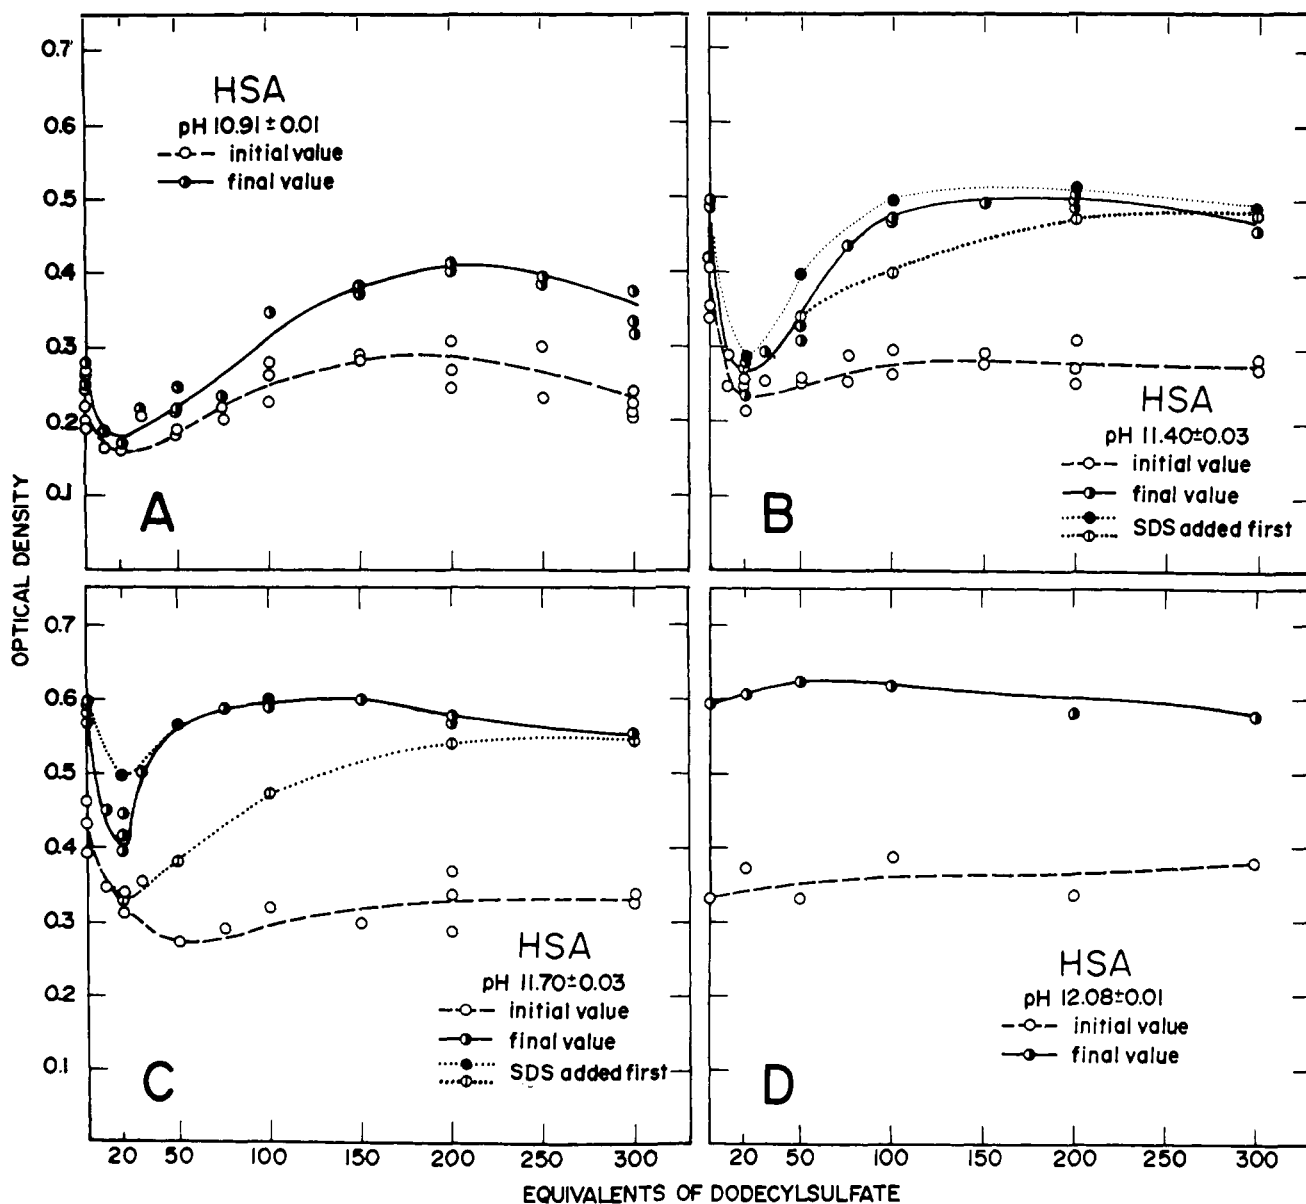 OPTICAL DENSITY
0.7
0.6
0.5
0.4
0.3
0.2
0.1
HSA
pH 10.91 ± 0.01
initial value
final value
A
HSA
pH 11.40±0.03
initial value
final value
SDS added first
B
0.7
0.6
0.5
0.4
0.3
0.2
0.1
HSA
pH 11.70±0.03
initial value
final value
SDS added first
C
HSA
pH 12.08±0.01
initial value
final value
D
20 50 100 150 200 250 300
20 50 100 150 200 250 300
EQUIVALENTS OF DODECYLSULFATE